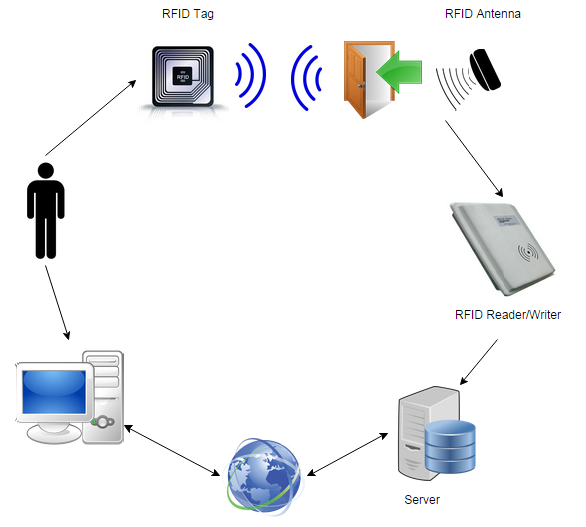 RFID Tag
RFID Antenna
RFID
RFID Reader/Writer
Server